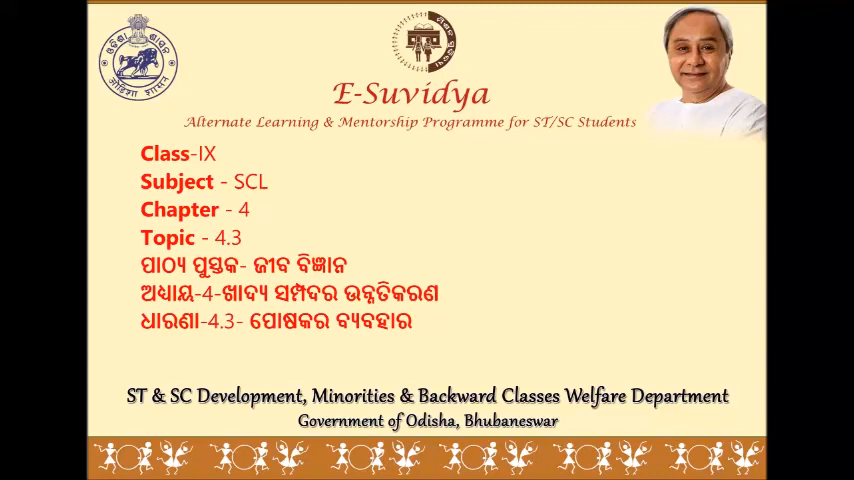 E-Suvidya
Alternate Learning & Mentorship Programme for ST/SC Students
Class-IX
Subject - SCL
Chapter - 4
Topic - 4.3
ପାଠ୍ୟ ପୁସ୍ତକ- ଜୀବ ବିଜ୍ଞାନ
ଅଧ୍ୟାୟ-4-ଖାଦ୍ୟ ସମ୍ପଦର ଉନ୍ନତିକରଣ
ଧାରଣା-4.3- ପୋଷକର ବ୍ୟବହାର
ST & SC Development, Minorities & Backward Classes Welfare Department
Government of Odisha, Bhubaneswar